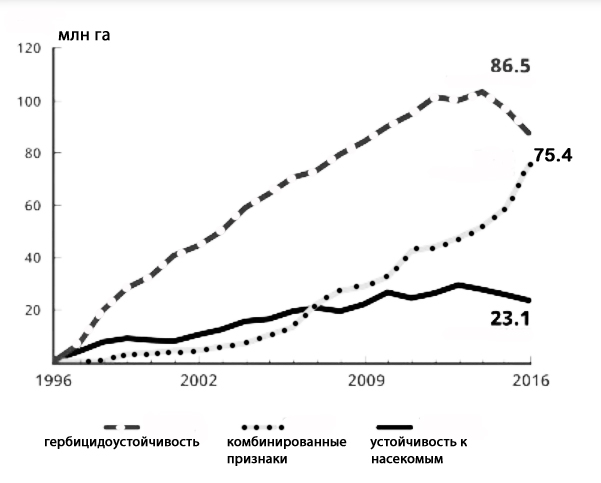 млн га
120
100
80
60
40
20
86.5
75.4
23.1
1996
2002
2009
2016
гербицидоустойчивость
комбинированные
признаки
устойчивость к
насекомым